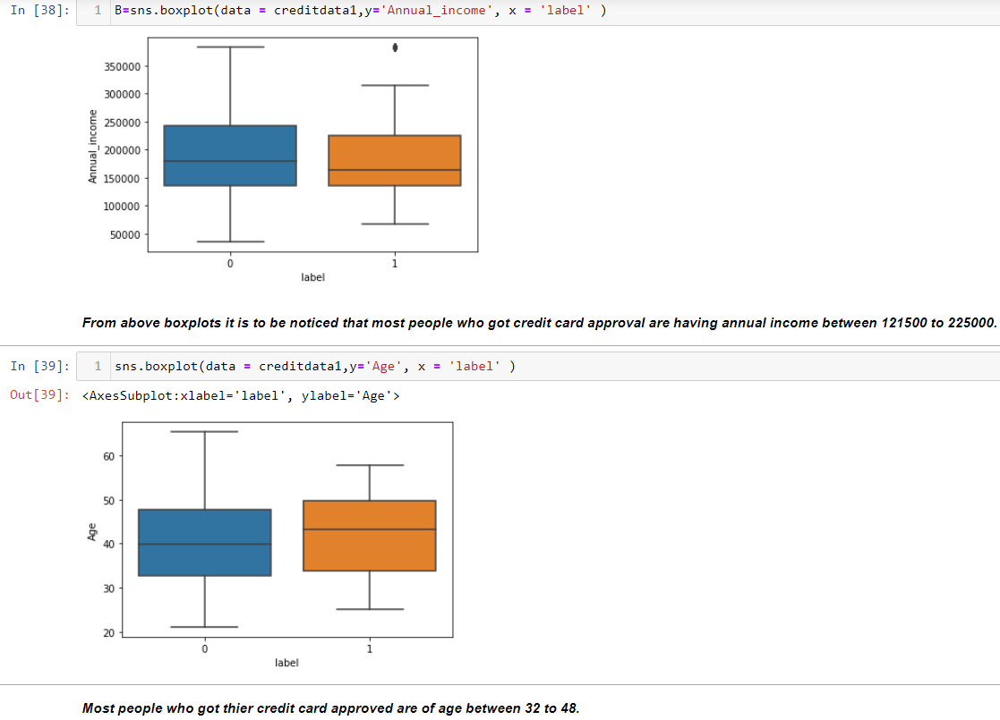 In [38]: 1 B=sns.boxplot(data = creditdata1,y='Annual_income', x = 'label' )
350000
300000
250000
200000
150000
100000
50000
Annual_income
0 1
label
From above boxplots it is to be noticed that most people who got credit card approval are having annual income between 121500 to 225000.
In [39]: 1 sns.boxplot(data = creditdata1,y='Age', x = 'label' )
Out[39]: <AxesSubplot:xlabel='label', ylabel='Age'>
60
50
40
30
20
Age
0 1
label
Most people who got thier credit card approved are of age between 32 to 48.